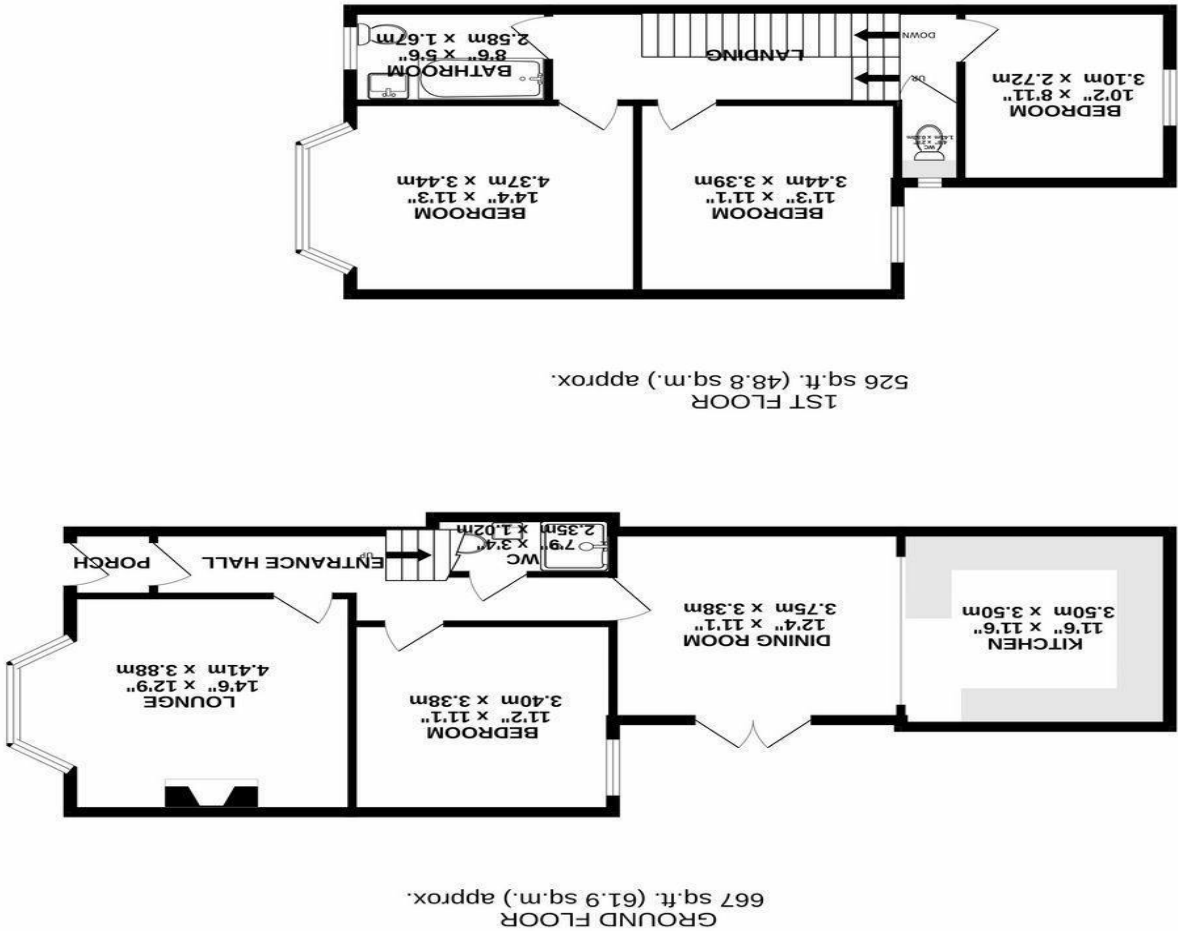 GROUND FLOOR
667 sq.ft. (61.9 sq.m.) approx.
BEDROOM
11'2" x 11'1"
3.40m x 3.38m
LOUNGE
14'6" x 12'9"
4.41m x 3.88m
KITCHEN
11'6" x 11'6"
3.50m x 3.50m
DINING ROOM
12'4" x 11'1"
3.75m x 3.38m
WC
7'9" x 3'4"
2.35m x 1.02m
UP
ENTRANCE HALL
PORCH
1ST FLOOR
526 sq.ft. (48.8 sq.m.) approx.
BEDROOM
11'3" x 11'1"
3.44m x 3.39m
BEDROOM
14'4" x 11'3"
4.37m x 3.44m
BEDROOM
10'2" x 8'11"
3.10m x 2.72m
WC
UP
DOWN
LANDING
BATHROOM
8'6" x 5'6"
2.58m x 1.67m